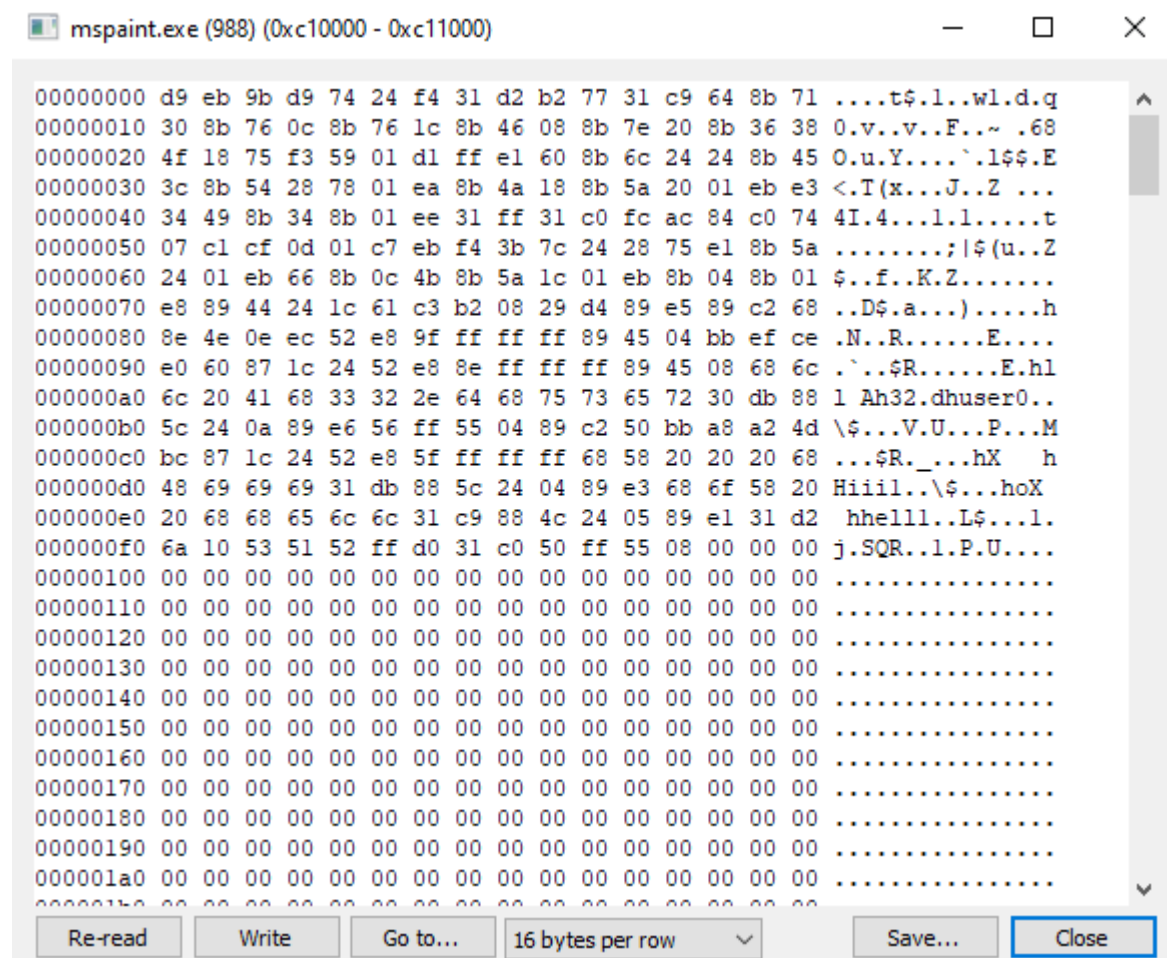 mspaint.exe (988) (0xc10000 - 0xc11000)
00000000 d9 eb 9b d9 74 24 f4 31 d2 b2 77 31 c9 64 8b 71 ....t$.1..w1.d.q
00000010 30 8b 76 0c 8b 76 1c 8b 46 08 8b 7e 20 8b 36 38 0.v..v..F..~ .68
00000020 4f 18 75 f3 59 01 d1 ff e1 60 8b 6c 24 24 8b 45 O.u.Y....`.l$$.E
00000030 3c 8b 54 28 78 01 ea 8b 4a 18 8b 5a 20 01 eb e3 <.T(x...J..Z ...
00000040 34 49 8b 34 8b 01 ee 31 ff 31 c0 fc ac 84 c0 74 4I.4...1.1.....t
00000050 07 c1 cf 0d 01 c7 eb f4 3b 7c 24 28 75 e1 8b 5a ........;|$(u..Z
00000060 24 01 eb 66 8b 0c 4b 8b 5a 1c 01 eb 8b 04 8b 01 $..f..K.Z.......
00000070 e8 89 44 24 1c 61 c3 b2 08 29 d4 89 e5 89 c2 68 ..D$.a...).....h
00000080 8e 4e 0e ec 52 e8 9f ff ff ff 89 45 04 bb ef ce .N..R......E....
00000090 e0 60 87 1c 24 52 e8 8e ff ff ff 89 45 08 68 6c .`..$R......E.hl
000000a0 6c 20 41 68 33 32 2e 64 68 75 73 65 72 30 db 88 l Ah32.dhuser0..
000000b0 5c 24 0a 89 e6 56 ff 55 04 89 c2 50 bb a8 a2 4d \$...V.U...P...M
000000c0 bc 87 1c 24 52 e8 5f ff ff ff 68 58 20 20 20 68 ...$R._...hX   h
000000d0 48 69 69 69 31 db 88 5c 24 04 89 e3 68 6f 58 20 Hiii1..\$...hoX
000000e0 20 68 68 65 6c 6c 31 c9 88 4c 24 05 89 e1 31 d2  hhell1..L$...1.
000000f0 6a 10 53 51 52 ff d0 31 c0 50 ff 55 08 00 00 00 j.SQR..1.P.U....
00000100 00 00 00 00 00 00 00 00 00 00 00 00 00 00 00 00 ................
00000110 00 00 00 00 00 00 00 00 00 00 00 00 00 00 00 00 ................
00000120 00 00 00 00 00 00 00 00 00 00 00 00 00 00 00 00 ................
00000130 00 00 00 00 00 00 00 00 00 00 00 00 00 00 00 00 ................
00000140 00 00 00 00 00 00 00 00 00 00 00 00 00 00 00 00 ................
00000150 00 00 00 00 00 00 00 00 00 00 00 00 00 00 00 00 ................
00000160 00 00 00 00 00 00 00 00 00 00 00 00 00 00 00 00 ................
00000170 00 00 00 00 00 00 00 00 00 00 00 00 00 00 00 00 ................
00000180 00 00 00 00 00 00 00 00 00 00 00 00 00 00 00 00 ................
00000190 00 00 00 00 00 00 00 00 00 00 00 00 00 00 00 00 ................
000001a0 00 00 00 00 00 00 00 00 00 00 00 00 00 00 00 00 ................
Re-read Write Go to... 16 bytes per row Save... Close